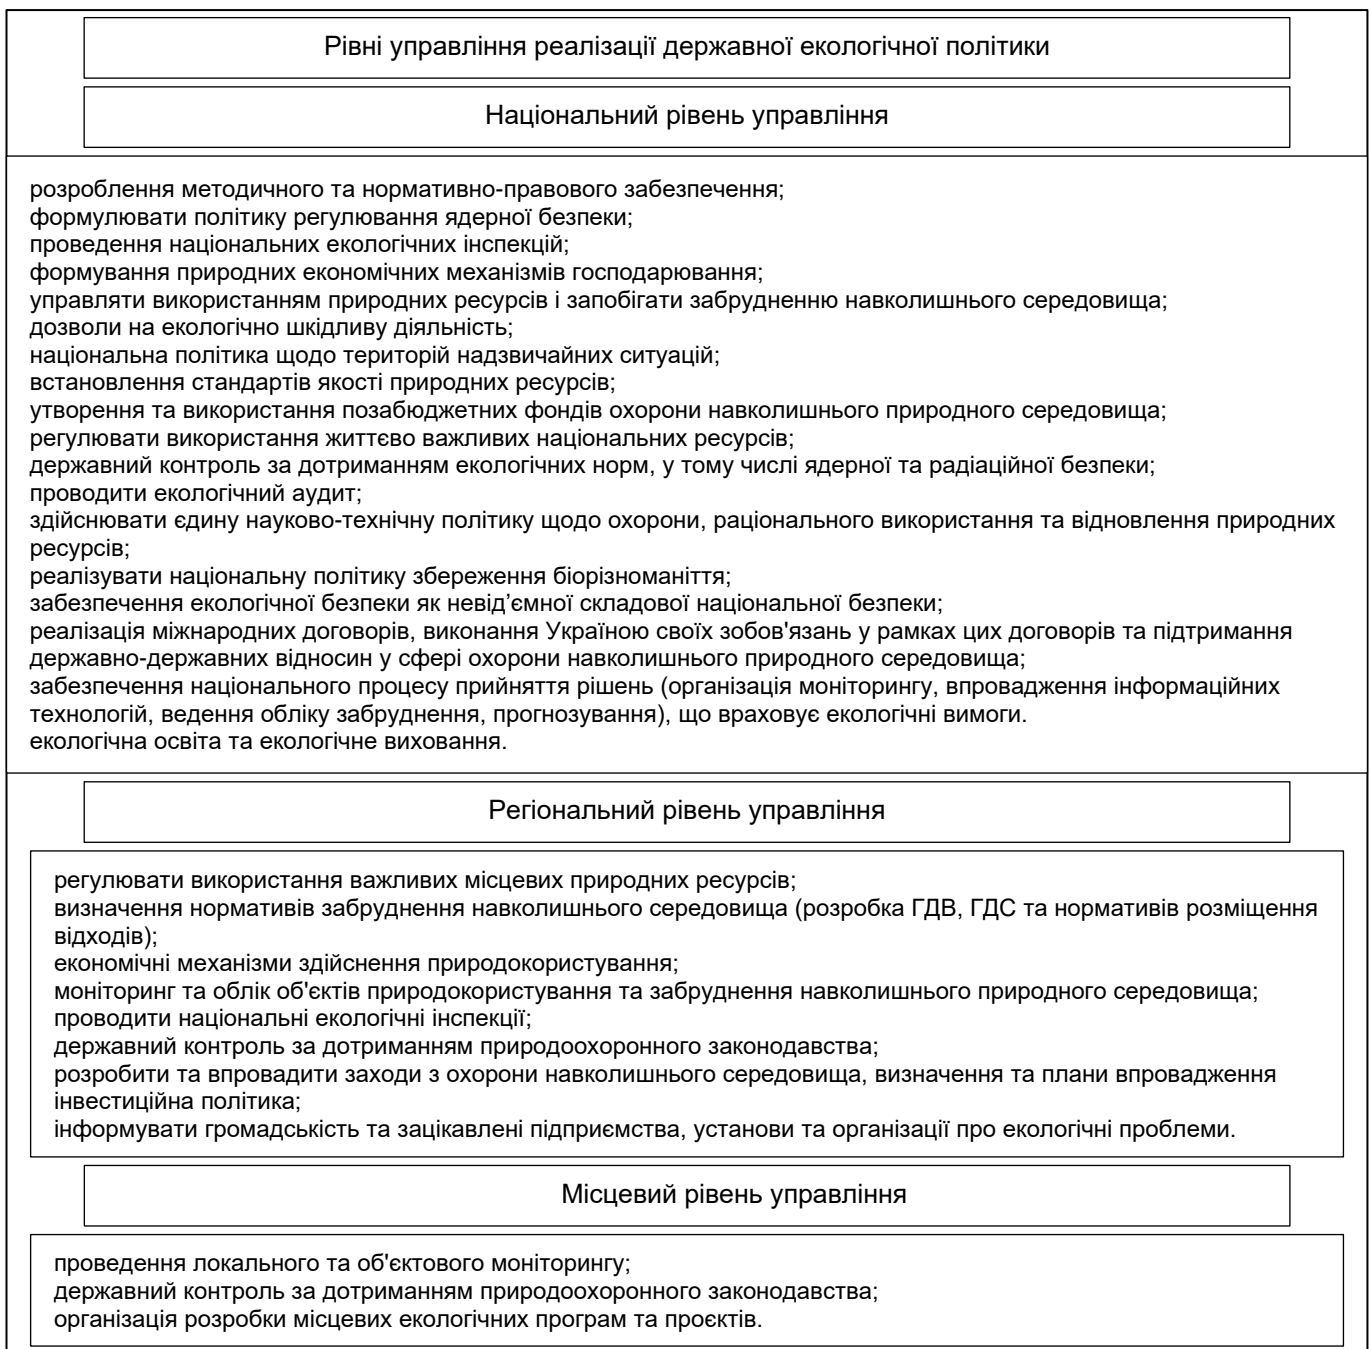 Рівні управління реалізації державної екологічної політики
Національний рівень управління
розроблення методичного та нормативно-правового забезпечення;
формулювати політику регулювання ядерної безпеки;
проведення національних екологічних інспекцій;
формування природних економічних механізмів господарювання;
управляти використанням природних ресурсів і запобігати забрудненню навколишнього середовища;
дозволи на екологічно шкідливу діяльність;
національна політика щодо територій надзвичайних ситуацій;
встановлення стандартів якості природних ресурсів;
утворення та використання позабюджетних фондів охорони навколишнього природного середовища;
регулювати використання життєво важливих національних ресурсів;
державний контроль за дотриманням екологічних норм, у тому числі ядерної та радіаційної безпеки;
проводити екологічний аудит;
здійснювати єдину науково-технічну політику щодо охорони, раціонального використання та відновлення природних
ресурсів;
реалізувати національну політику збереження біорізноманіття;
забезпечення екологічної безпеки як невід’ємної складової національної безпеки;
реалізація міжнародних договорів, виконання Україною своїх зобов'язань у рамках цих договорів та підтримання
державно-державних відносин у сфері охорони навколишнього природного середовища;
забезпечення національного процесу прийняття рішень (організація моніторингу, впровадження інформаційних
технологій, ведення обліку забруднення, прогнозування), що враховує екологічні вимоги.
екологічна освіта та екологічне виховання.
Регіональний рівень управління
регулювати використання важливих місцевих природних ресурсів;
визначення нормативів забруднення навколишнього середовища (розробка ГДВ, ГДС та нормативів розміщення
відходів);
економічні механізми здійснення природокористування;
моніторинг та облік об'єктів природокористування та забруднення навколишнього природного середовища;
проводити національні екологічні інспекції;
державний контроль за дотриманням природоохоронного законодавства;
розробити та впровадити заходи з охорони навколишнього середовища, визначення та плани впровадження
інвестиційна політика;
інформувати громадськість та зацікавлені підприємства, установи та організації про екологічні проблеми.
Місцевий рівень управління
проведення локального та об'єктового моніторингу;
державний контроль за дотриманням природоохоронного законодавства;
організація розробки місцевих екологічних програм та проєктів.